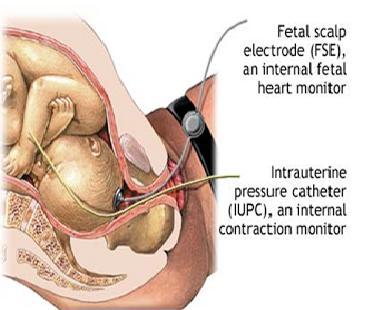 Fetal scalp
electrode (FSE),
an internal fetal
heart monitor
Intrauterine
pressure catheter
(IUPC), an internal
contraction monitor